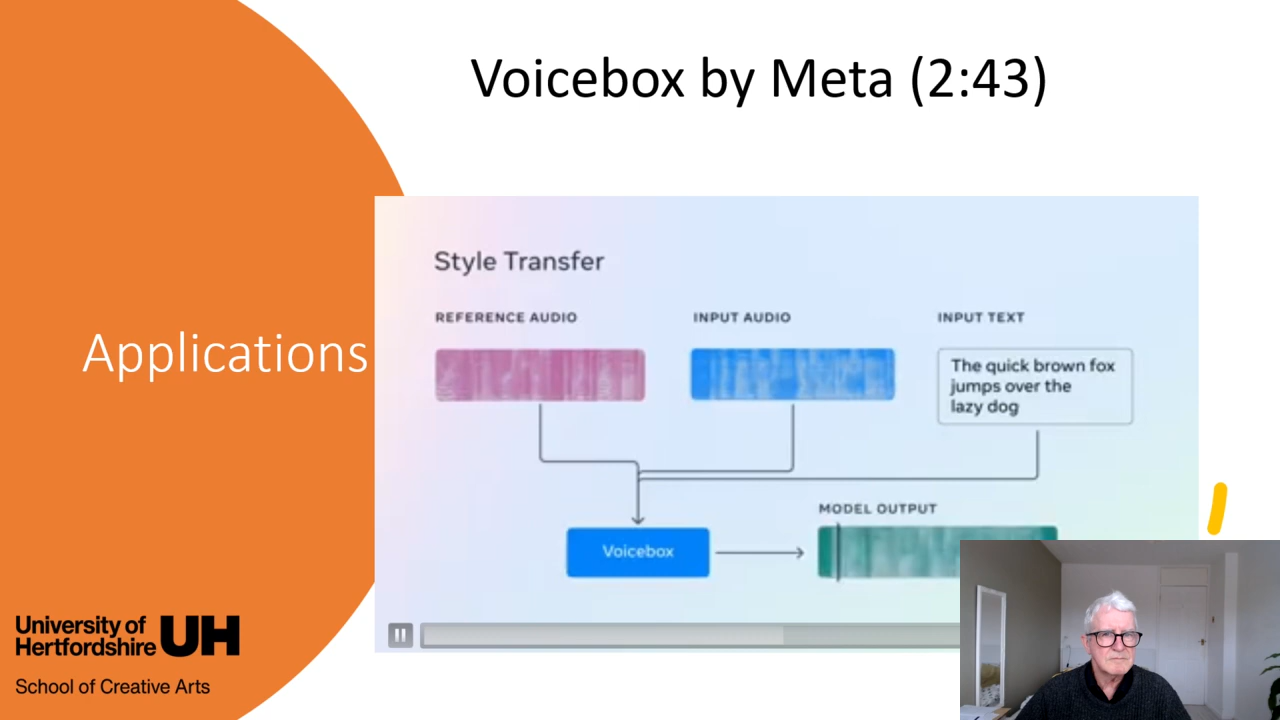 Voicebox by Meta (2:43)
Applications
Style Transfer
REFERENCE AUDIO
INPUT AUDIO
INPUT TEXT
The quick brown fox
jumps over the
lazy dog
Voicebox
MODEL OUTPUT
University of
Hertfordshire
UH
School of Creative Arts